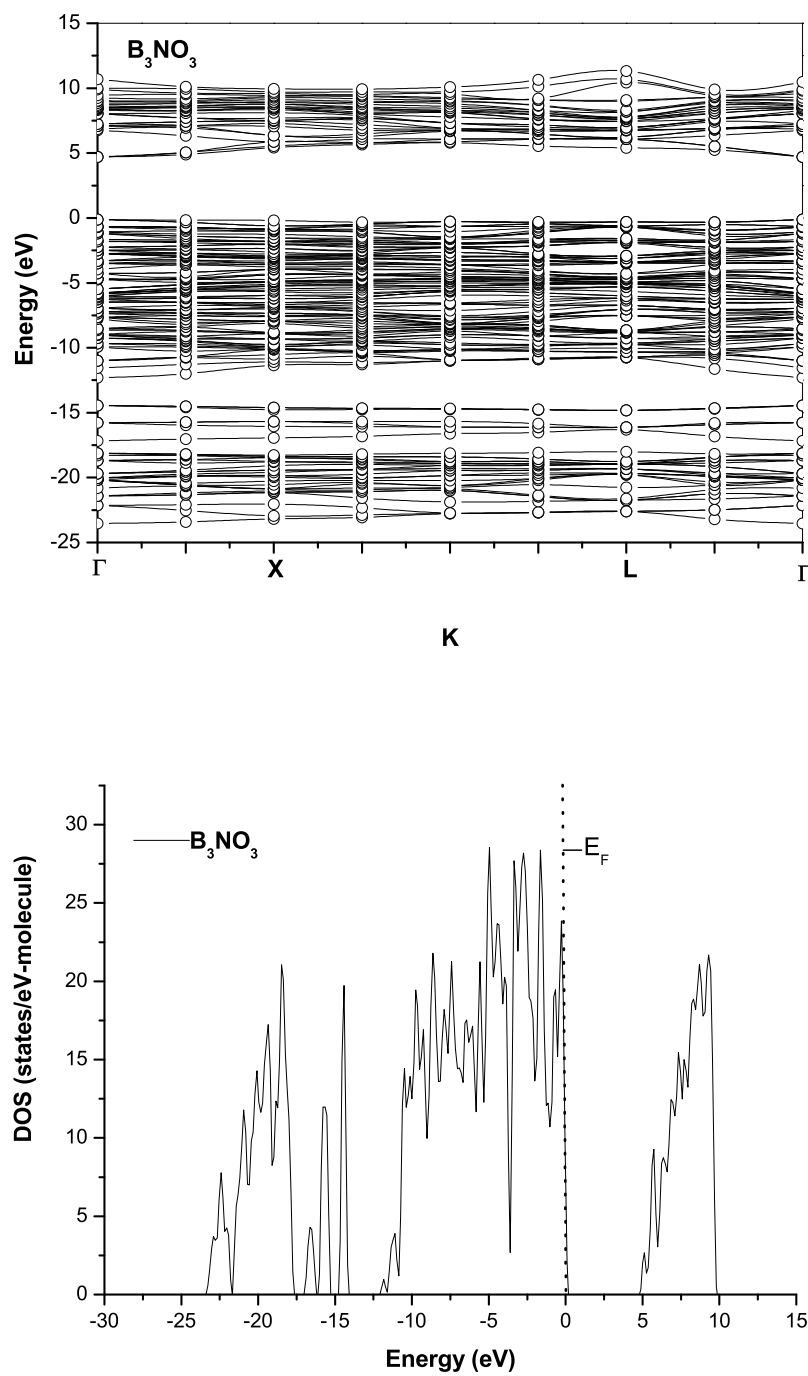 15
B₃NO₃
10
5
0
-5
-10
-15
-20
-25
Energy (eV)
Γ X L Γ
K
30
25
20
15
10
5
0
DOS (states/eV-molecule)
B₃NO₃
E_F
-30 -25 -20 -15 -10 -5 0 5 10 15
Energy (eV)